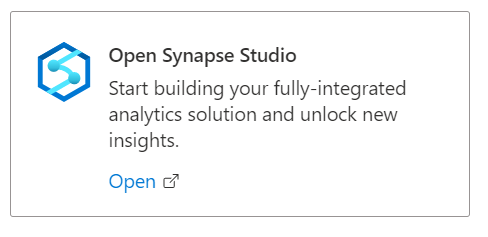 Open Synapse Studio
Start building your fully-integrated
analytics solution and unlock new
insights.
Open